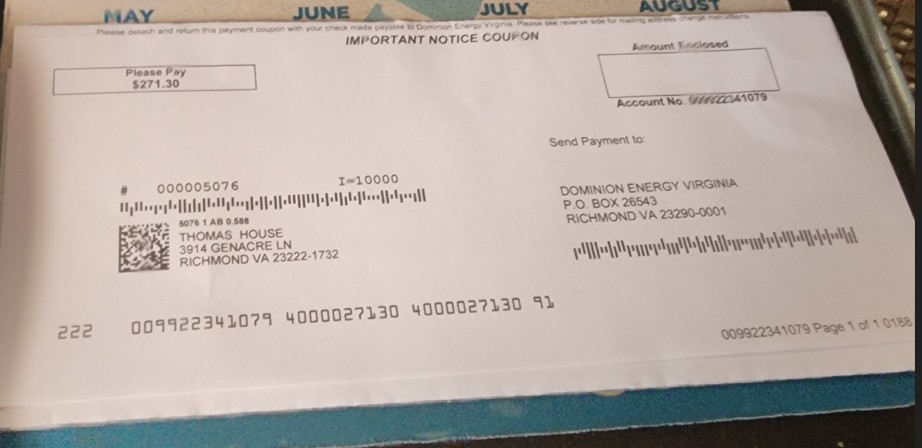 MAY JUNE JULY AUGUST
Please detach and return this payment coupon with your check made payable to Dominion Energy Virginia. Please see reverse side for mailing address change instructions.
IMPORTANT NOTICE COUPON
Please Pay
$271.30
Amount Enclosed
Account No. 009922341079
Send Payment to:
# 000005076 I=10000
5076 1 AB 0.588
THOMAS HOUSE
3914 GENACRE LN
RICHMOND VA 23222-1732
DOMINION ENERGY VIRGINIA
P.O. BOX 26543
RICHMOND VA 23290-0001
222 009922341079 4000027130 4000027130 91
009922341079 Page 1 of 1 0188